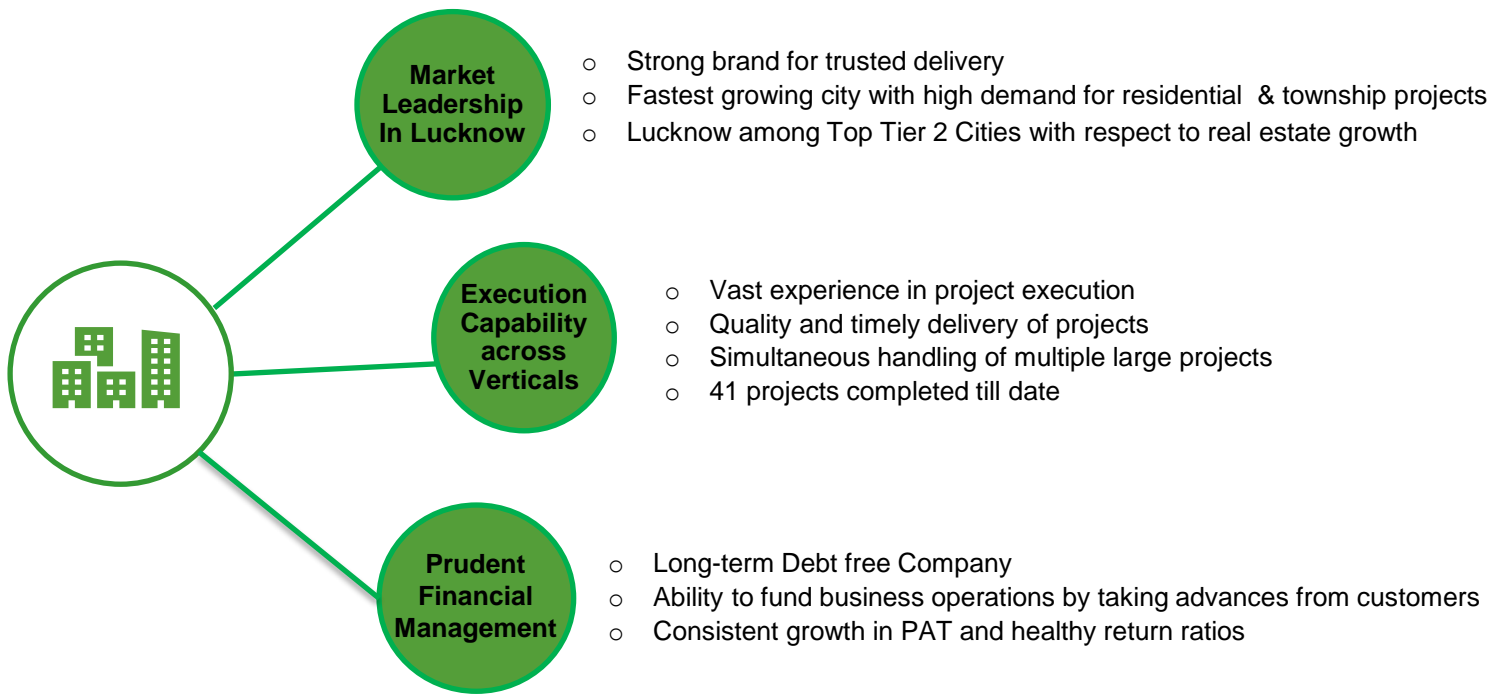 Market
Leadership
In Lucknow
o Strong brand for trusted delivery
o Fastest growing city with high demand for residential & township projects
o Lucknow among Top Tier 2 Cities with respect to real estate growth
Execution
Capability
across
Verticals
o Vast experience in project execution
o Quality and timely delivery of projects
o Simultaneous handling of multiple large projects
o 41 projects completed till date
Prudent
Financial
Management
o Long-term Debt free Company
o Ability to fund business operations by taking advances from customers
o Consistent growth in PAT and healthy return ratios